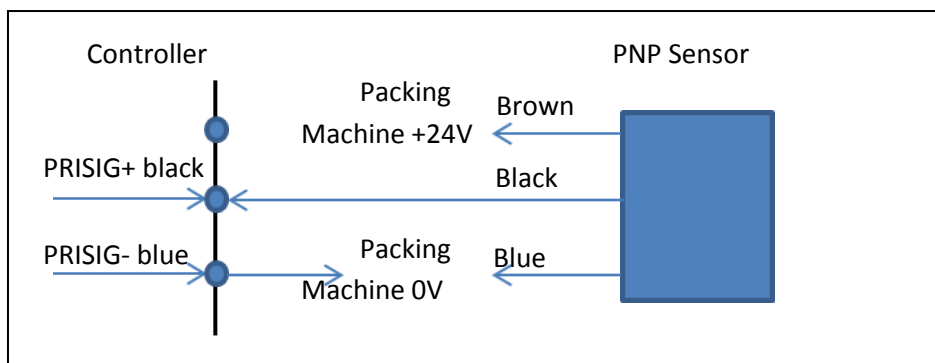 Controller
PNP Sensor
Packing
Machine +24V
Brown
PRISIG+ black
Black
PRISIG- blue
Packing
Machine 0V
Blue